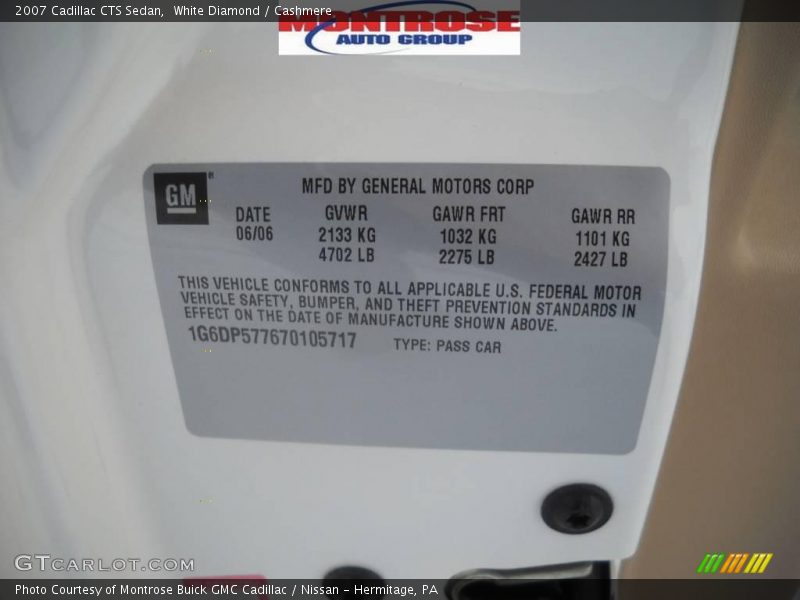 2007 Cadillac CTS Sedan, White Diamond / Cashmere
MONTROSE
AUTO GROUP
GM
MFD BY GENERAL MOTORS CORP
DATE GVWR GAWR FRT GAWR RR
06/06 2133 KG 1032 KG 1101 KG
4702 LB 2275 LB 2427 LB
THIS VEHICLE CONFORMS TO ALL APPLICABLE U.S. FEDERAL MOTOR
VEHICLE SAFETY, BUMPER, AND THEFT PREVENTION STANDARDS IN
EFFECT ON THE DATE OF MANUFACTURE SHOWN ABOVE.
1G6DP577670105717 TYPE: PASS CAR
GTCARLOT.COM
Photo Courtesy of Montrose Buick GMC Cadillac / Nissan - Hermitage, PA